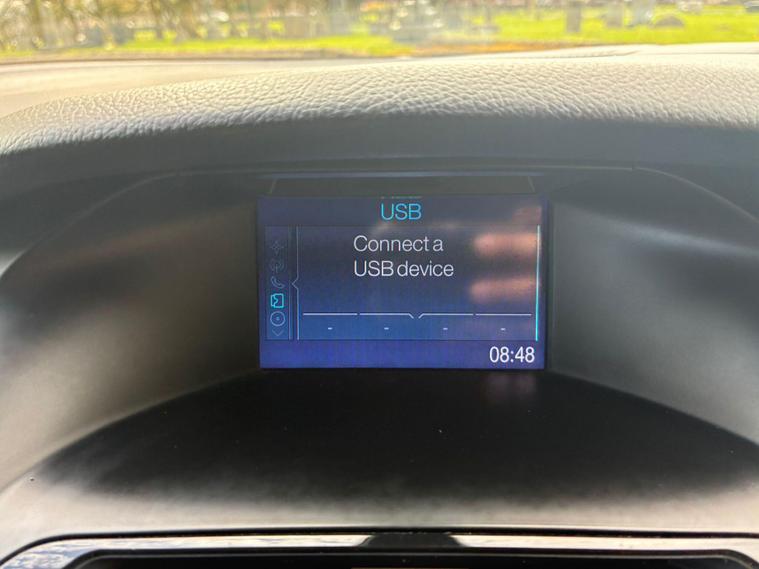 USB
Connect a
USB device
- - - -
08:48